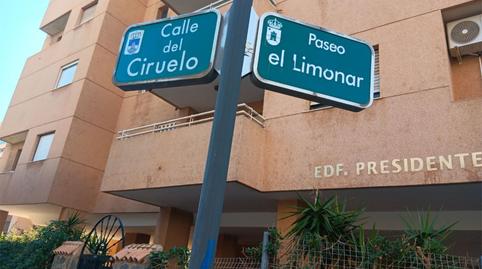 Calle
del
Ciruelo
Paseo
el Limonar
EDF. PRESIDENTE